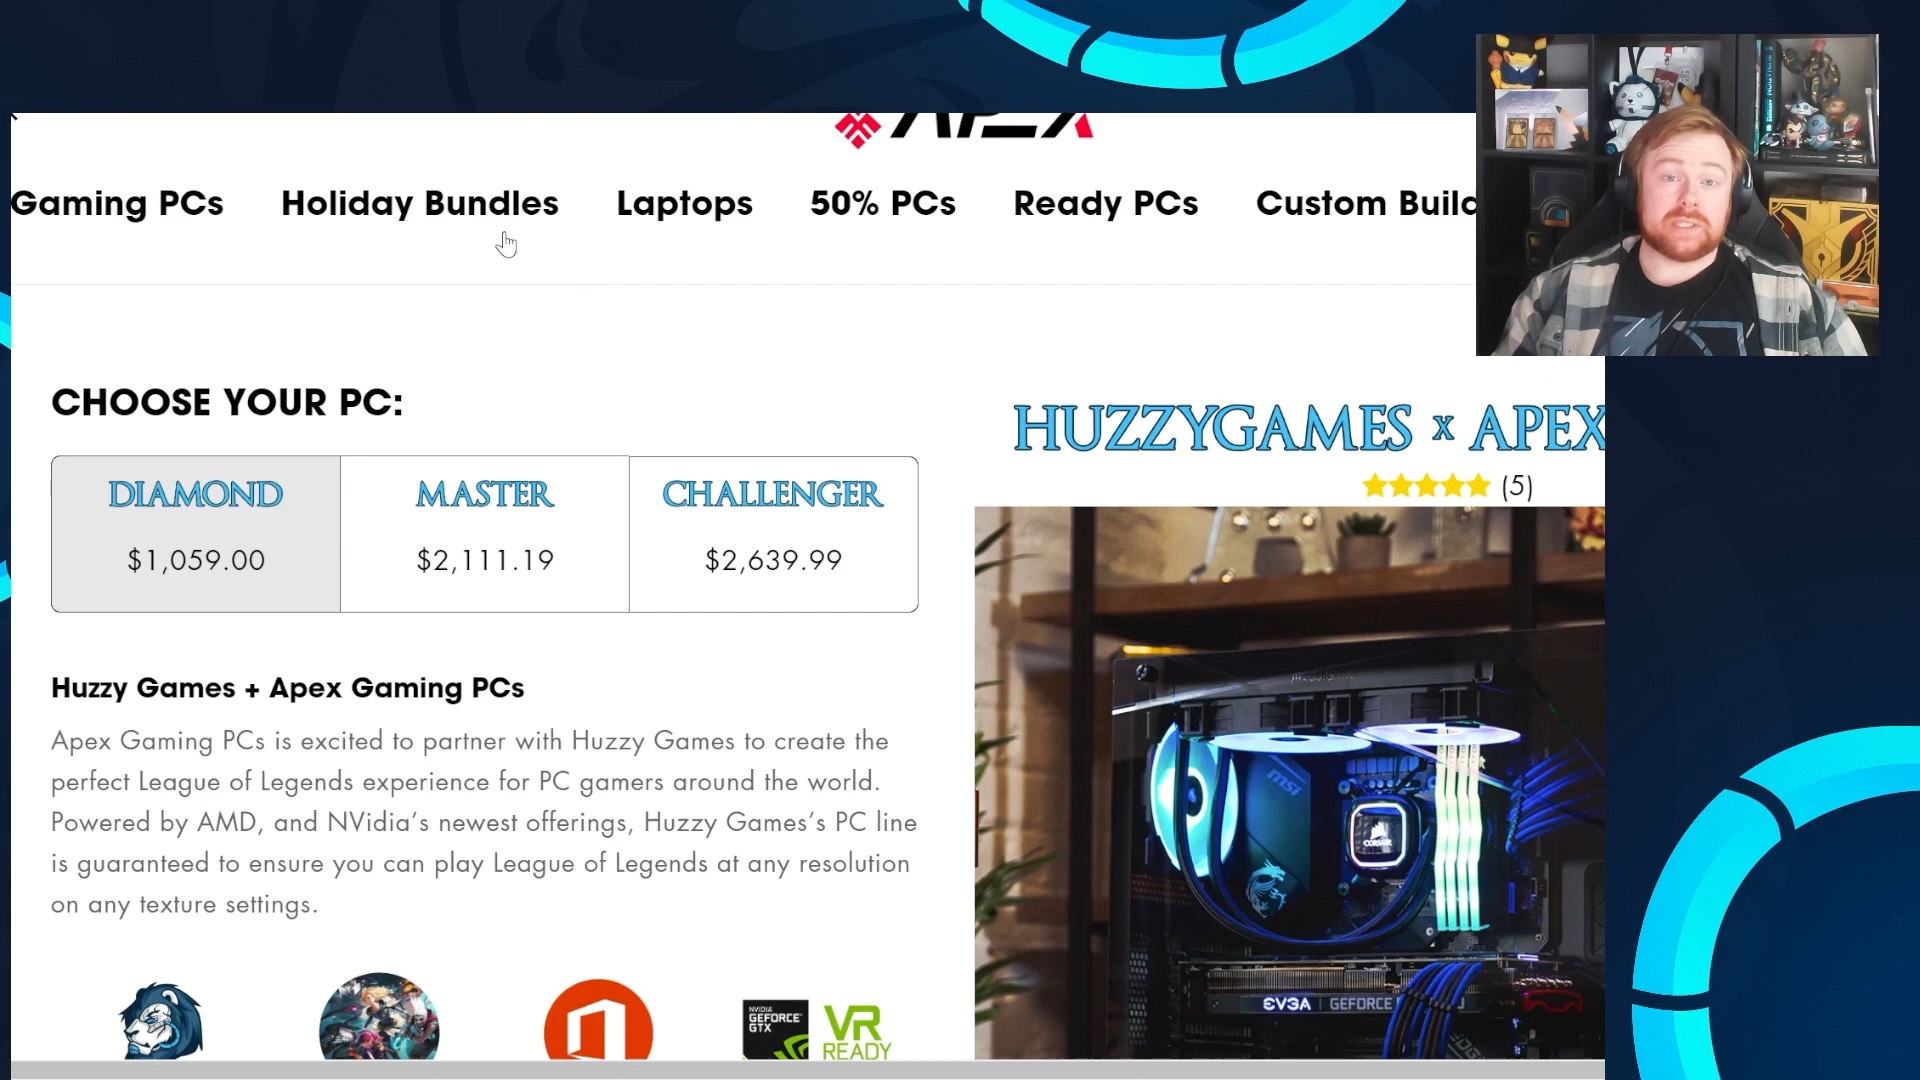 APEX
Gaming PCs
Holiday Bundles
Laptops
50% PCs
Ready PCs
Custom Build
CHOOSE YOUR PC:
DIAMOND
$1,059.00
MASTER
$2,111.19
CHALLENGER
$2,639.99
Huzzy Games + Apex Gaming PCs
Apex Gaming PCs is excited to partner with Huzzy Games to create the
perfect League of Legends experience for PC gamers around the world.
Powered by AMD, and NVidia's newest offerings, Huzzy Games's PC line
is guaranteed to ensure you can play League of Legends at any resolution
on any texture settings.
NVIDIA
GEFORCE
GTX
VR
READY
HUZZYGAMES x APEX
(5)
msi
CORSAIR
EVGA GEFORCE